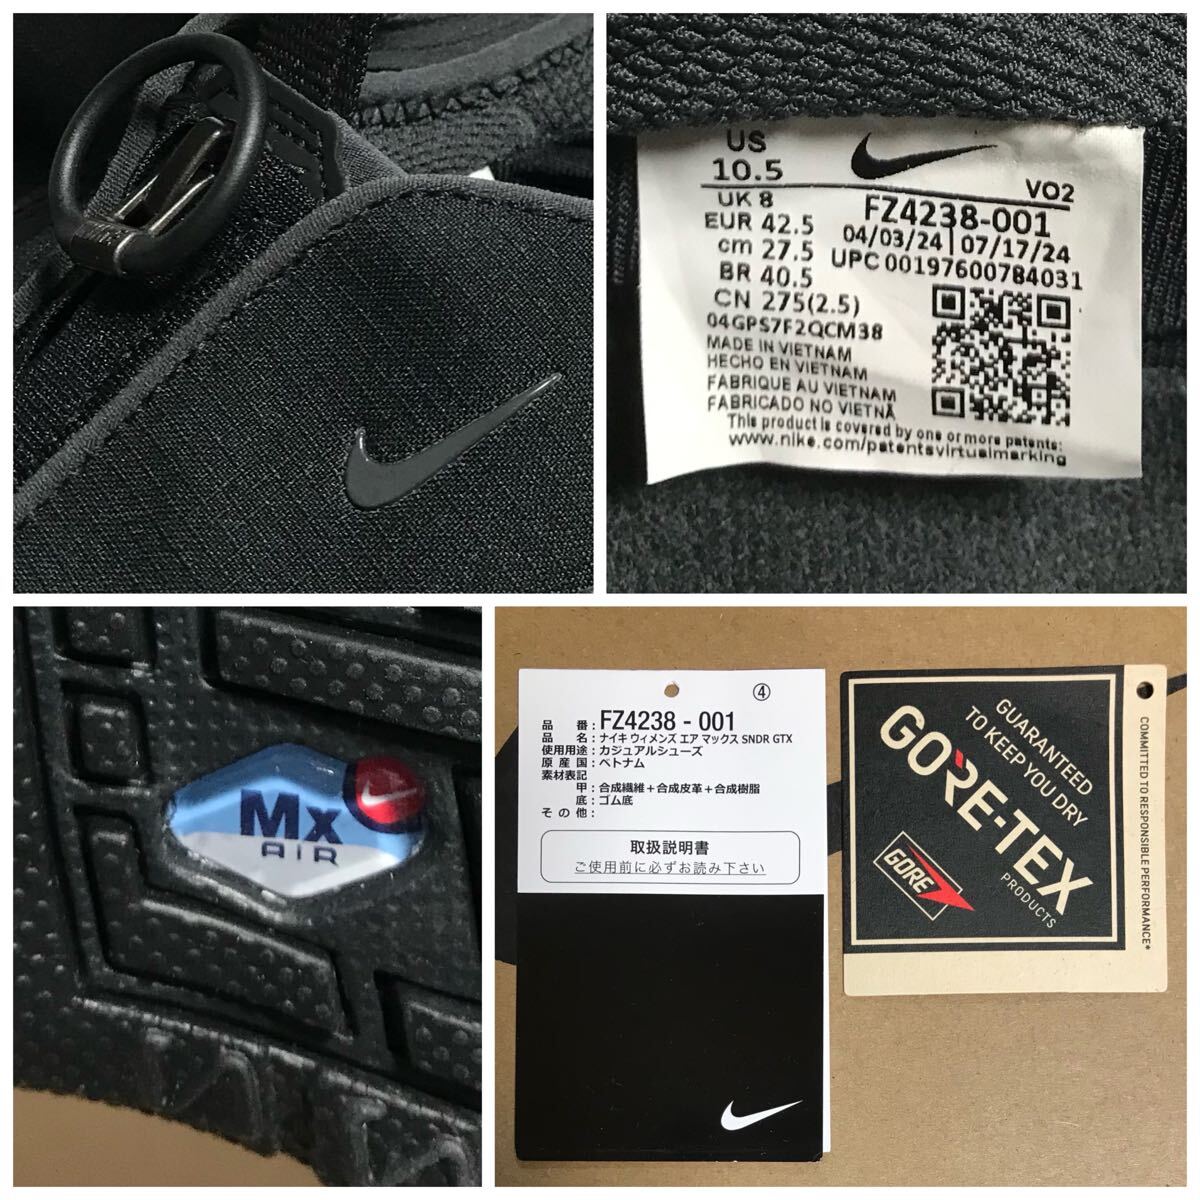 US
10.5
UK 8
EUR 42.5
cm 27.5
BR 40.5
CN 275(2.5)
04GPS7F2QCM38
VO2
FZ4238-001
04/03/24 07/17/24
UPC 00197600784031
MADE IN VIETNAM
HECHO EN VIETNAM
FABRIQUE AU VIETNAM
FABRICADO NO VIETNÃ
This product is covered by one or more patents:
www.nike.com/patentsvirtualmarking
Mx
AIR
④
品番：FZ4238 - 001
品名：ナイキ ウィメンズ エア マックス SNDR GTX
使用用途：カジュアルシューズ
原産国：ベトナム
素材表記
甲：合成繊維＋合成皮革＋合成樹脂
底：ゴム底
その他：
取扱説明書
ご使用前に必ずお読み下さい
GUARANTEED
TO KEEP YOU DRY
GORE-TEX
PRODUCTS
GORE
COMMITTED TO RESPONSIBLE PERFORMANCE*